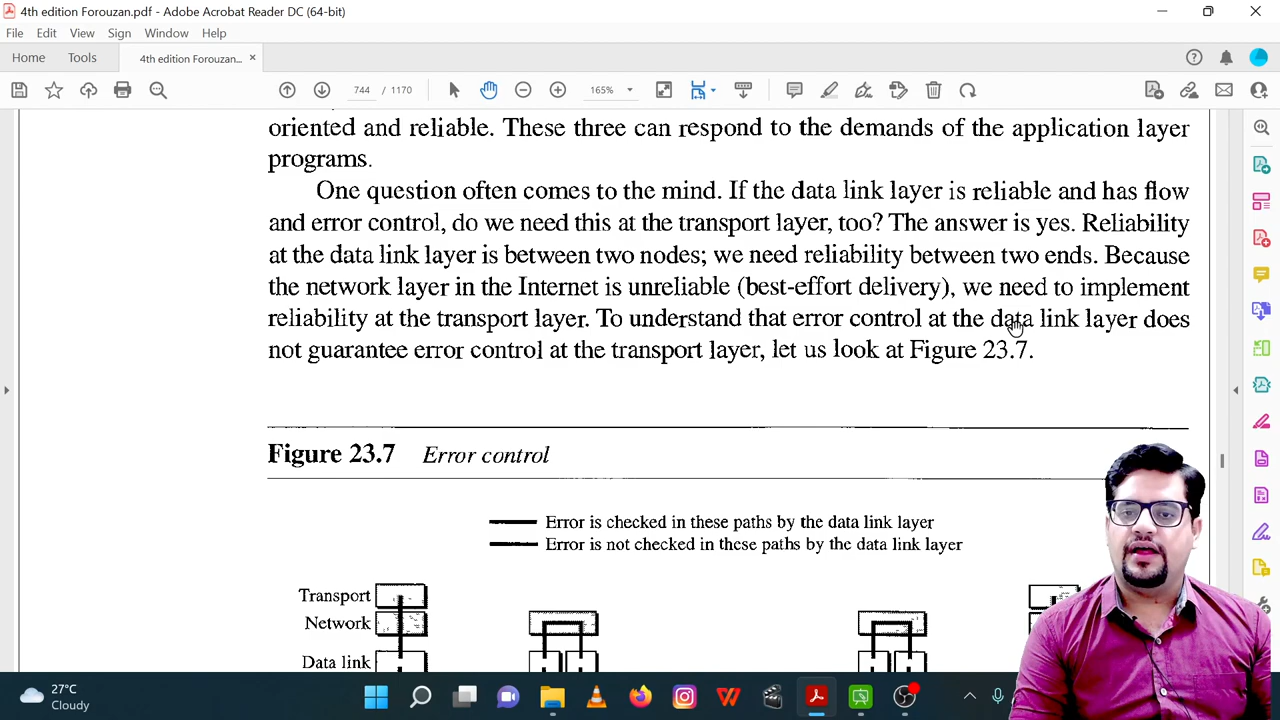 4th edition Forouzan.pdf - Adobe Acrobat Reader DC (64-bit)
File Edit View Sign Window Help
Home Tools 4th edition Forouzan... ×
744 / 1170 165%
oriented and reliable. These three can respond to the demands of the application layer
programs.
One question often comes to the mind. If the data link layer is reliable and has flow
and error control, do we need this at the transport layer, too? The answer is yes. Reliability
at the data link layer is between two nodes; we need reliability between two ends. Because
the network layer in the Internet is unreliable (best-effort delivery), we need to implement
reliability at the transport layer. To understand that error control at the data link layer does
not guarantee error control at the transport layer, let us look at Figure 23.7.
Figure 23.7 Error control
Error is checked in these paths by the data link layer
Error is not checked in these paths by the data link layer
Transport
Network
Data link
27°C
Cloudy